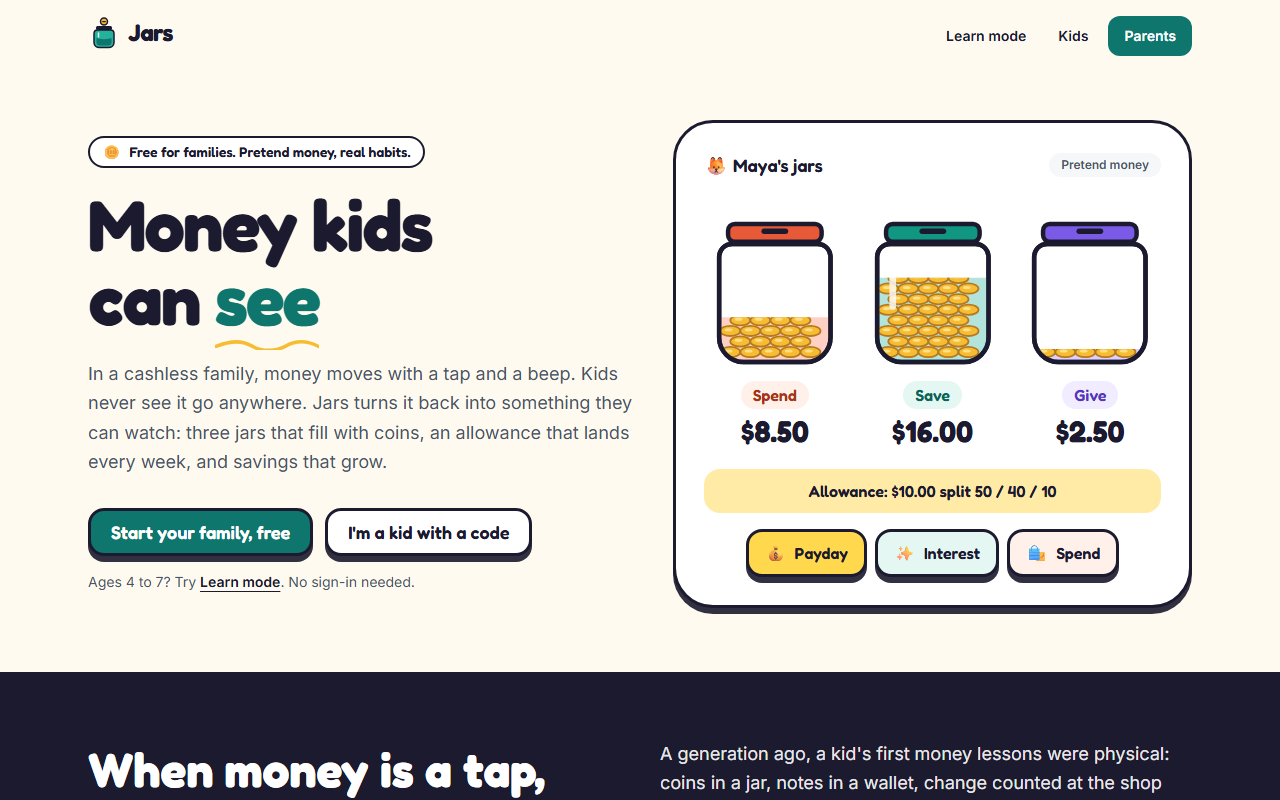 Jars
Learn mode
Kids
Parents
Free for families. Pretend money, real habits.
Money kids
can see
In a cashless family, money moves with a tap and a beep. Kids
never see it go anywhere. Jars turns it back into something they
can watch: three jars that fill with coins, an allowance that lands
every week, and savings that grow.
Start your family, free
I'm a kid with a code
Ages 4 to 7? Try Learn mode. No sign-in needed.
Maya's jars
Pretend money
Spend
Save
Give
$8.50
$16.00
$2.50
Allowance: $10.00 split 50 / 40 / 10
Payday
Interest
Spend
When money is a tap,
A generation ago, a kid's first money lessons were physical:
coins in a jar, notes in a wallet, change counted at the shop